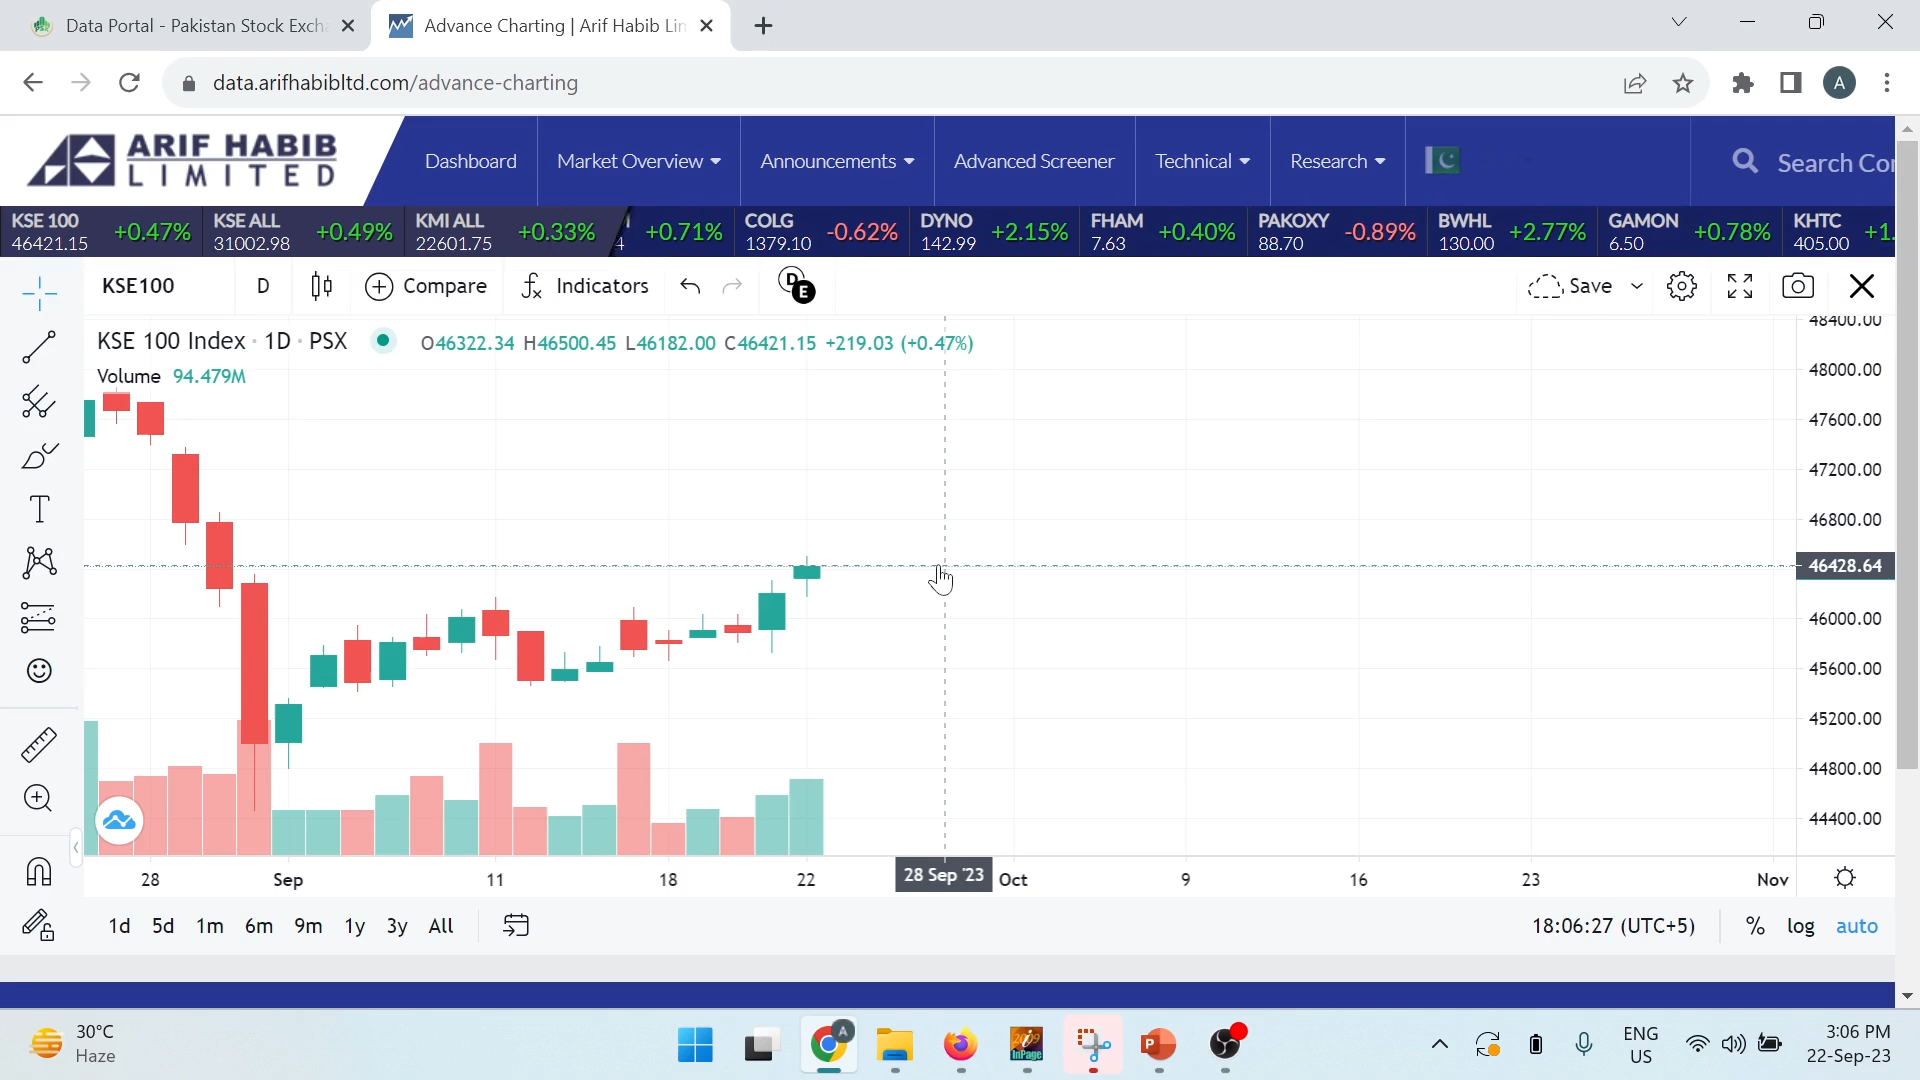 Data Portal - Pakistan Stock Exch
Advance Charting | Arif Habib Lim
data.arifhabibltd.com/advance-charting
A
ARIF HABIB
LIMITED
Dashboard
Market Overview
Announcements
Advanced Screener
Technical
Research
Search Co
KSE 100
46421.15
+0.47%
KSE ALL
31002.98
+0.49%
KMI ALL
22601.75
+0.33%
4
+0.71%
COLG
1379.10
-0.62%
DYNO
142.99
+2.15%
FHAM
7.63
+0.40%
PAKOXY
88.70
-0.89%
BWHL
130.00
+2.77%
GAMON
6.50
+0.78%
KHTC
405.00
+1.
KSE100
D
Compare
Indicators
D
E
Save
KSE 100 Index · 1D · PSX
O46322.34 H46500.45 L46182.00 C46421.15 +219.03 (+0.47%)
Volume 94.479M
48400.00
48000.00
47600.00
47200.00
46800.00
46428.64
46000.00
45600.00
45200.00
44800.00
44400.00
28
Sep
11
18
22
28 Sep '23
Oct
9
16
23
Nov
1d
5d
1m
6m
9m
1y
3y
All
18:06:27 (UTC+5)
%
log
auto
30°C
Haze
A
2009
InPage
P
ENG
US
3:06 PM
22-Sep-23